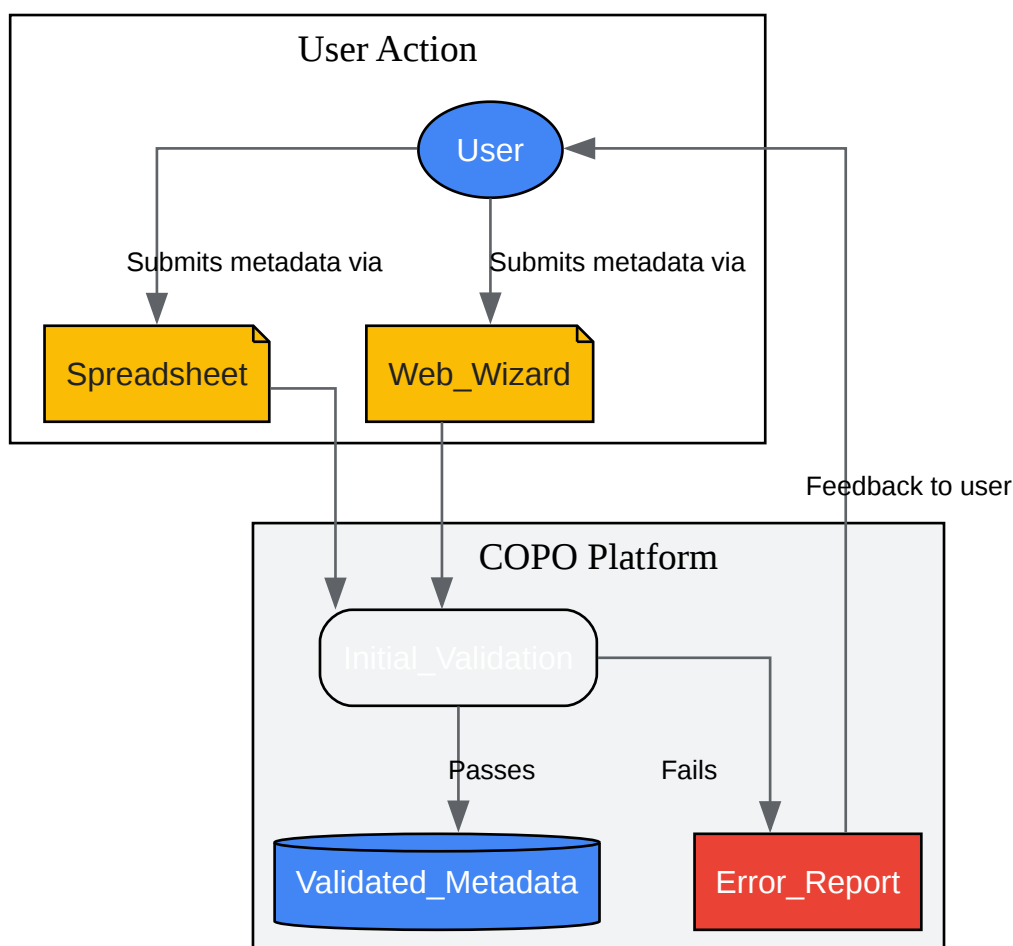 User Action
User
Submits metadata via
Submits metadata via
Spreadsheet
Web_Wizard
Feedback to user
COPO Platform
Initial_Validation
Passes
Fails
Validated_Metadata
Error_Report